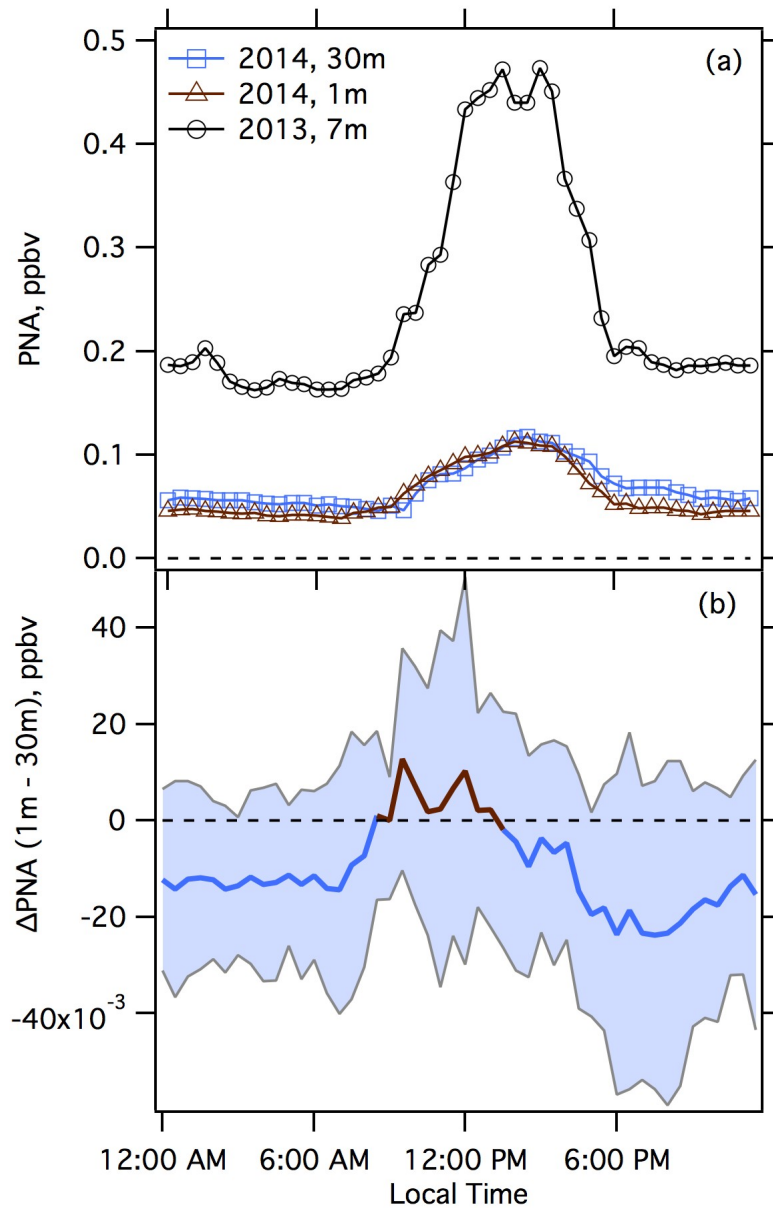 0.5
0.4
0.3
0.2
0.1
0.0
PNA, ppbv
2014, 30m
2014, 1m
2013, 7m
(a)
40
20
0
-20
-40x10⁻³
ΔPNA (1m - 30m), ppbv
(b)
12:00 AM 6:00 AM 12:00 PM 6:00 PM
Local Time